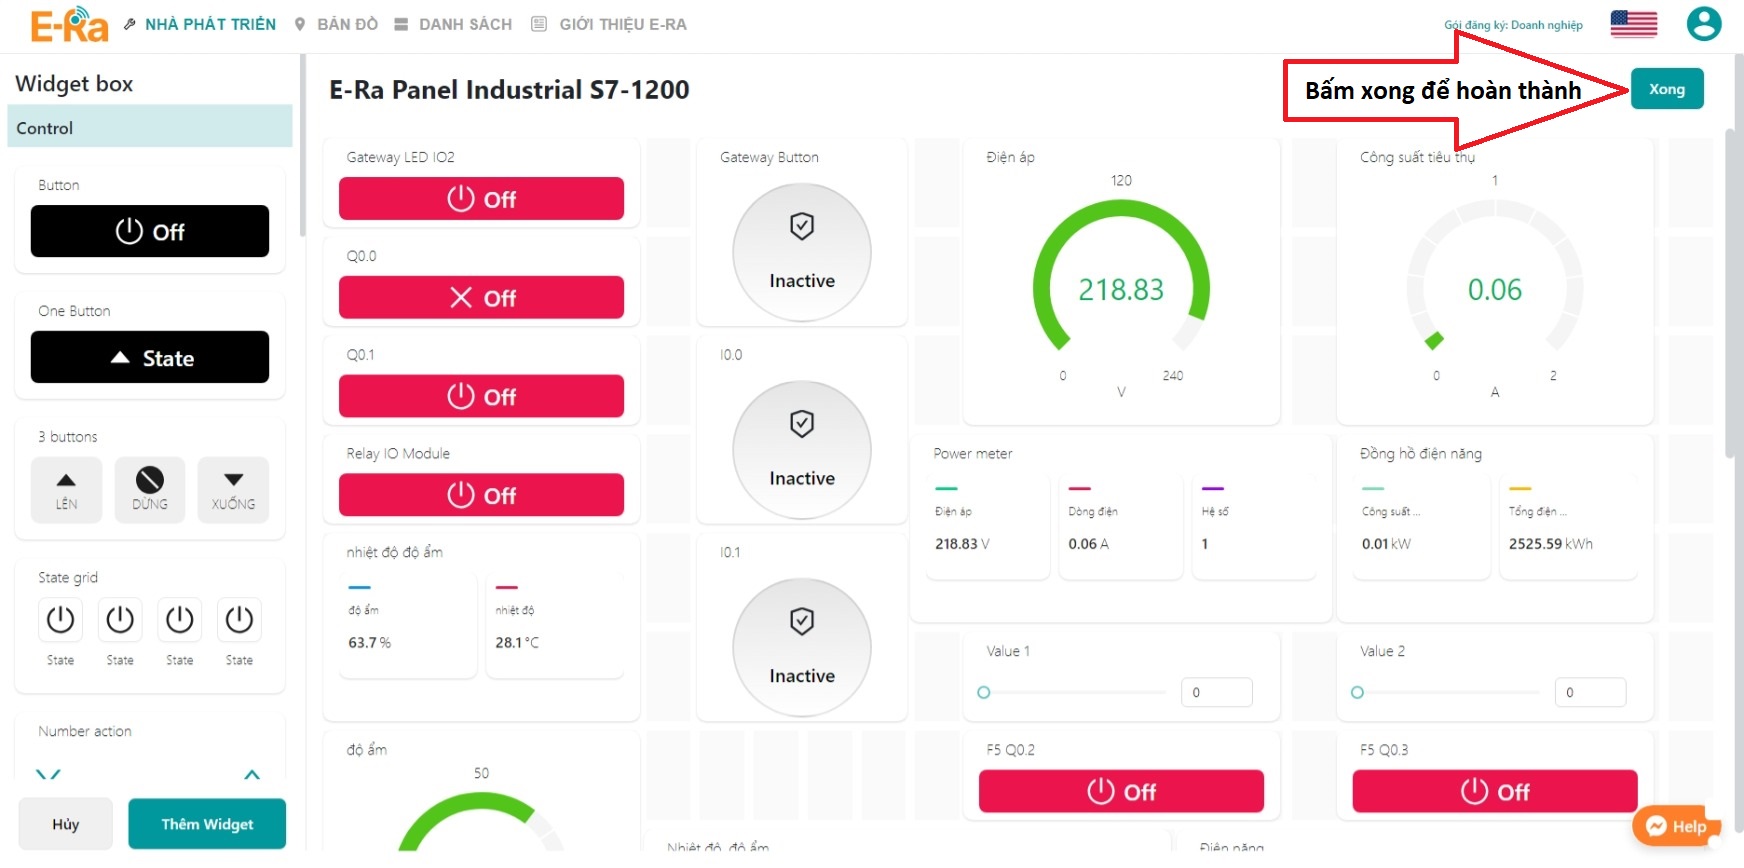 E-Ra
NHÀ PHÁT TRIỂN
BẢN ĐỒ
DANH SÁCH
GIỚI THIỆU E-RA
Gói đăng ký: Doanh nghiệp
Widget box
Control
Button
Off
One Button
State
3 buttons
LÊN
DỪNG
XUỐNG
State grid
State
State
State
State
Number action
Hủy
Thêm Widget
E-Ra Panel Industrial S7-1200
Bấm xong để hoàn thành
Xong
Gateway LED IO2
Off
Q0.0
Off
Q0.1
Off
Relay IO Module
Off
nhiệt độ độ ẩm
độ ẩm
63.7 %
nhiệt độ
28.1 °C
độ ẩm
50
Gateway Button
Inactive
I0.0
Inactive
I0.1
Inactive
Điện áp
120
218.83
0
240
V
Công suất tiêu thụ
1
0.06
0
2
A
Power meter
Điện áp
218.83 V
Dòng điện
0.06 A
Hệ số
1
Đồng hồ điện năng
Công suất ...
0.01 kW
Tổng điện ...
2525.59 kWh
Value 1
0
Value 2
0
F5 Q0.2
Off
F5 Q0.3
Off
Nhiệt độ, độ ẩm
Điện năng
Help